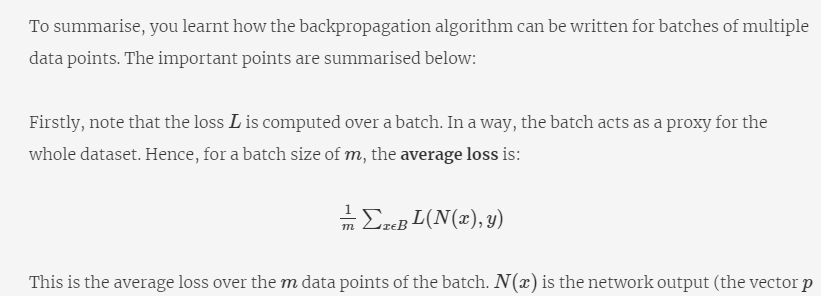 To summarise, you learnt how the backpropagation algorithm can be written for batches of multiple
data points. The important points are summarised below:
Firstly, note that the loss L is computed over a batch. In a way, the batch acts as a proxy for the
whole dataset. Hence, for a batch size of m, the average loss is:
1/m ∑xϵB L(N(x), y)
This is the average loss over the m data points of the batch. N(x) is the network output (the vector p